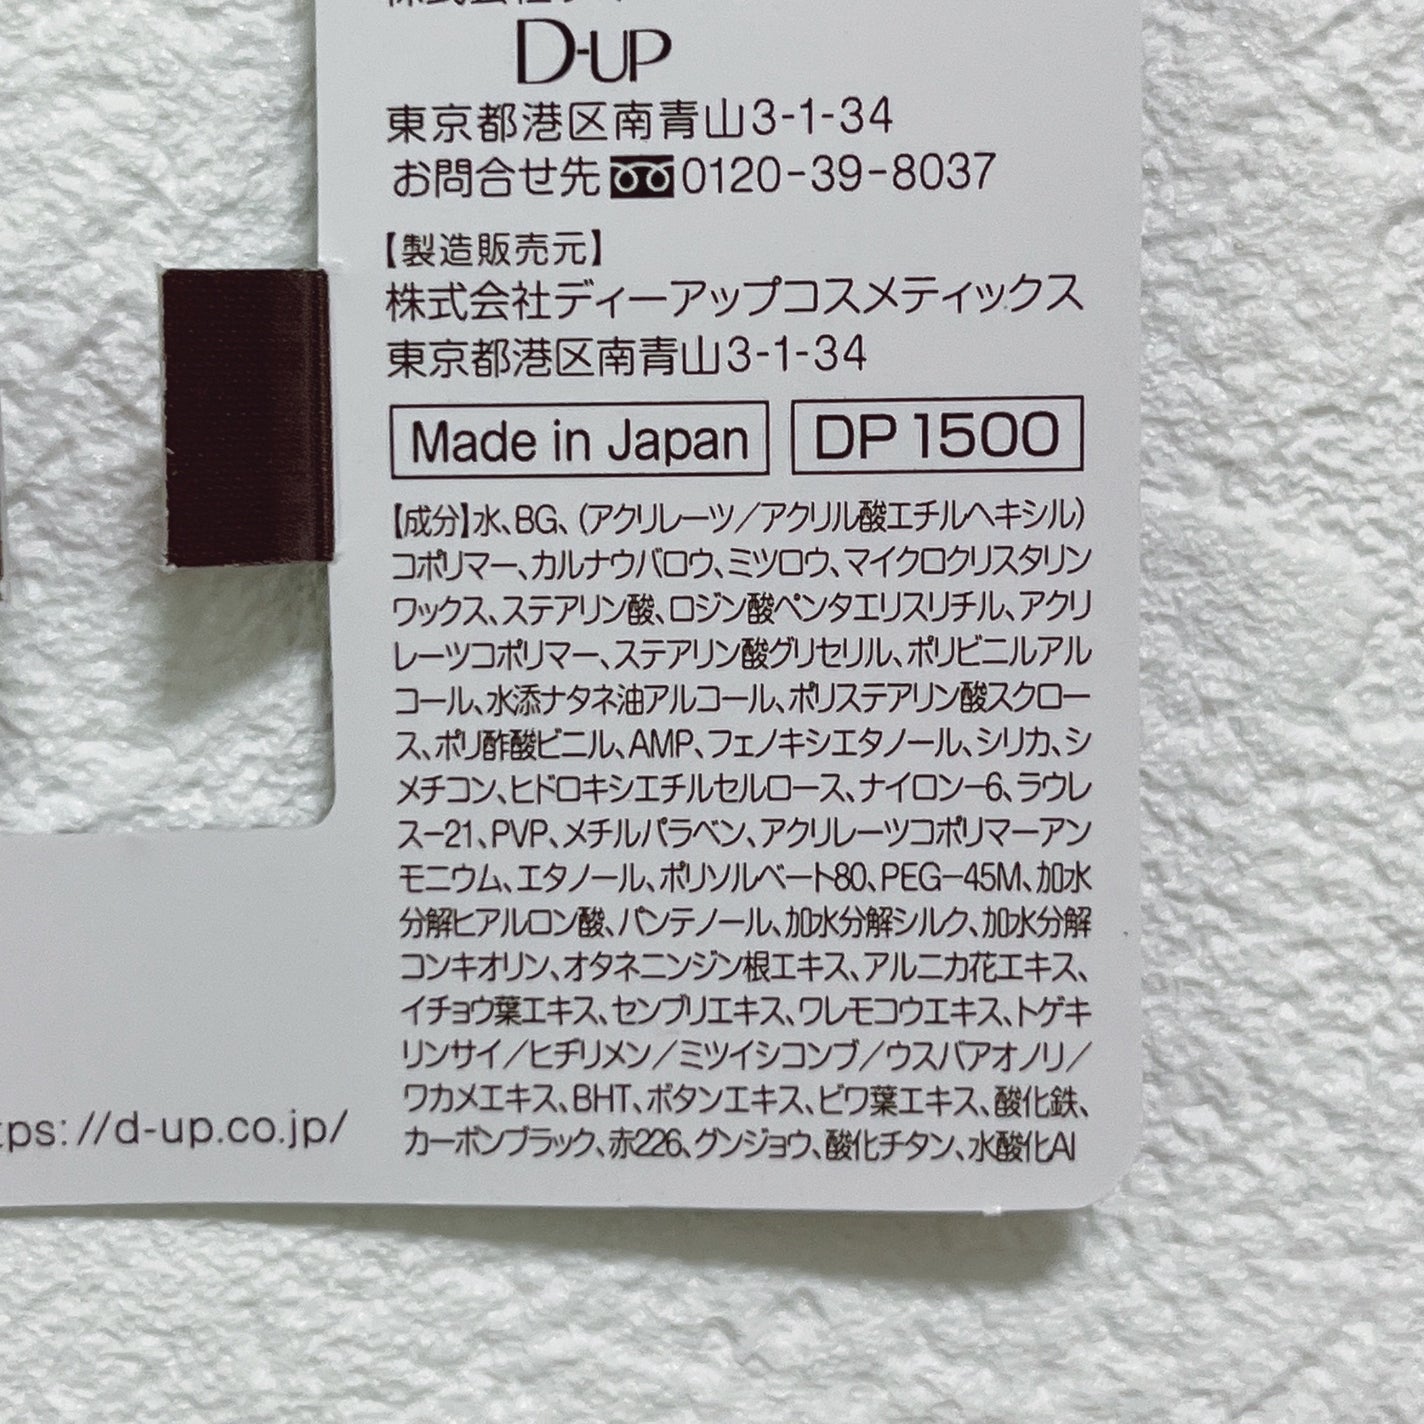 D-UP
東京都港区南青山3-1-34
お問合せ先 0120-39-8037
【製造販売元】
株式会社ディーアップコスメティックス
東京都港区南青山3-1-34
Made in Japan DP 1500
【成分】水、BG、(アクリレーツ/アクリル酸エチルヘキシル)
コポリマー、カルナウバロウ、ミツロウ、マイクロクリスタリン
ワックス、ステアリン酸、ロジン酸ペンタエリスリチル、アクリ
レーツコポリマー、ステアリン酸グリセリル、ポリビニルアル
コール、水添ナタネ油アルコール、ポリステアリン酸スクロー
ス、ポリ酢酸ビニル、AMP、フェノキシエタノール、シリカ、シ
メチコン、ヒドロキシエチルセルロース、ナイロン-6、ラウレ
ス-21、PVP、メチルパラベン、アクリレーツコポリマーアン
モニウム、エタノール、ポリソルベート80、PEG-45M、加水
分解ヒアルロン酸、パンテノール、加水分解シルク、加水分解
コンキオリン、オタネニンジン根エキス、アルニカ花エキス、
イチョウ葉エキス、センブリエキス、ワレモコウエキス、トゲキ
リンサイ/ヒヂリメン/ミツイシコンブ/ウスバアオノリ/
ワカメエキス、BHT、ボタンエキス、ビワ葉エキス、酸化鉄、
カーボンブラック、赤226、グンジョウ、酸化チタン、水酸化Al
tps://d-up.co.jp/